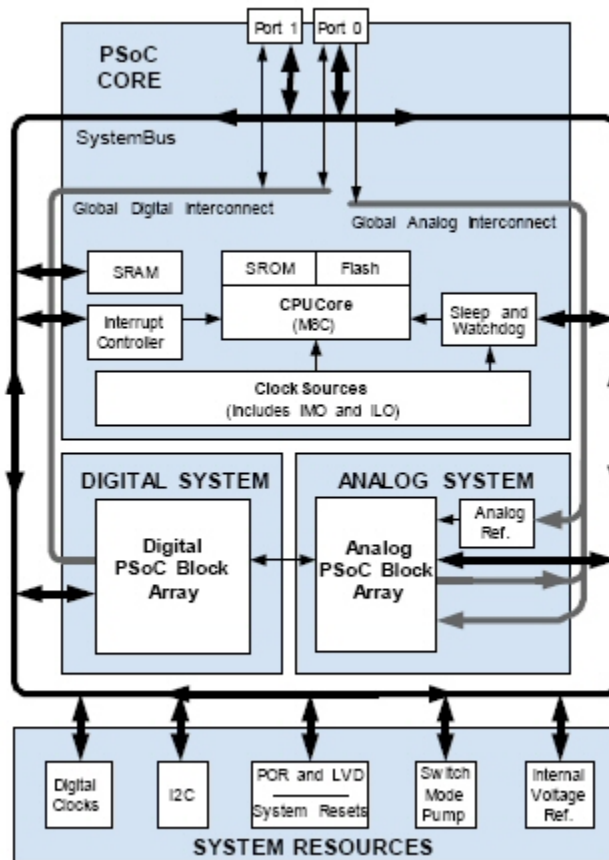 Port 1 Port 0
PSoC
CORE
SystemBus
Global Digital Interconnect
Global Analog Interconnect
SRAM
SROM Flash
CPUCore
(M8C)
Interrupt
Controller
Sleep and
Watchdog
Clock Sources
(Includes IMO and ILO)
DIGITAL SYSTEM
ANALOG SYSTEM
Digital
PSoC Block
Array
Analog
PSoC Block
Array
Analog
Ref.
Digital
Clocks
I2C
POR and LVD
System Resets
Switch
Mode
Pump
Internal
Voltage
Ref.
SYSTEM RESOURCES